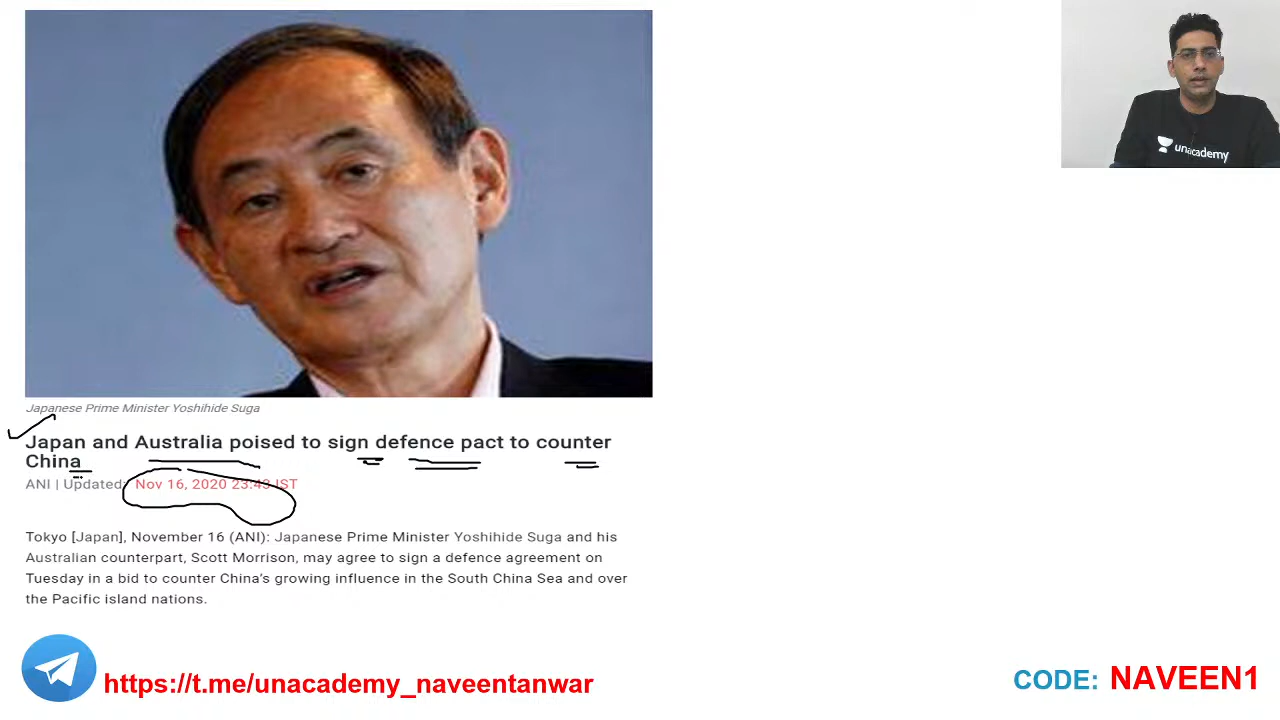 unacademy
Japanese Prime Minister Yoshihide Suga
Japan and Australia poised to sign defence pact to counter
China
ANI | Updated: Nov 16, 2020 23:43 IST
Tokyo [Japan], November 16 (ANI): Japanese Prime Minister Yoshihide Suga and his
Australian counterpart, Scott Morrison, may agree to sign a defence agreement on
Tuesday in a bid to counter China's growing influence in the South China Sea and over
the Pacific island nations.
https://t.me/unacademy_naveentanwar
CODE: NAVEEN1